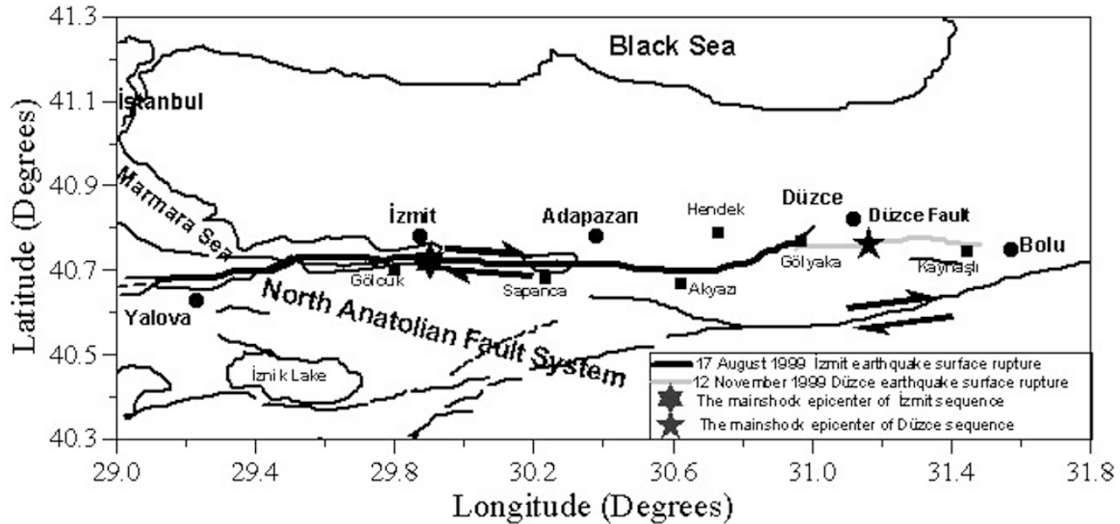 41.3
41.1
40.9
40.7
40.5
40.3
Latitude (Degrees)
Black Sea
İstanbul
Marmara Sea
İzmit
Adapazan
Hendek
Düzce
Düzce Fault
Bolu
Gölcuk
Sapanca
Akyazı
Gölyaka
Kaynaşlı
Yalova
North Anatolian Fault System
İznik Lake
17 August 1999 İzmit earthquake surface rupture
12 November 1999 Düzce earthquake surface rupture
The mainshock epicenter of İzmit sequence
The mainshock epicenter of Düzce sequence
29.0 29.4 29.8 30.2 30.6 31.0 31.4 31.8
Longitude (Degrees)